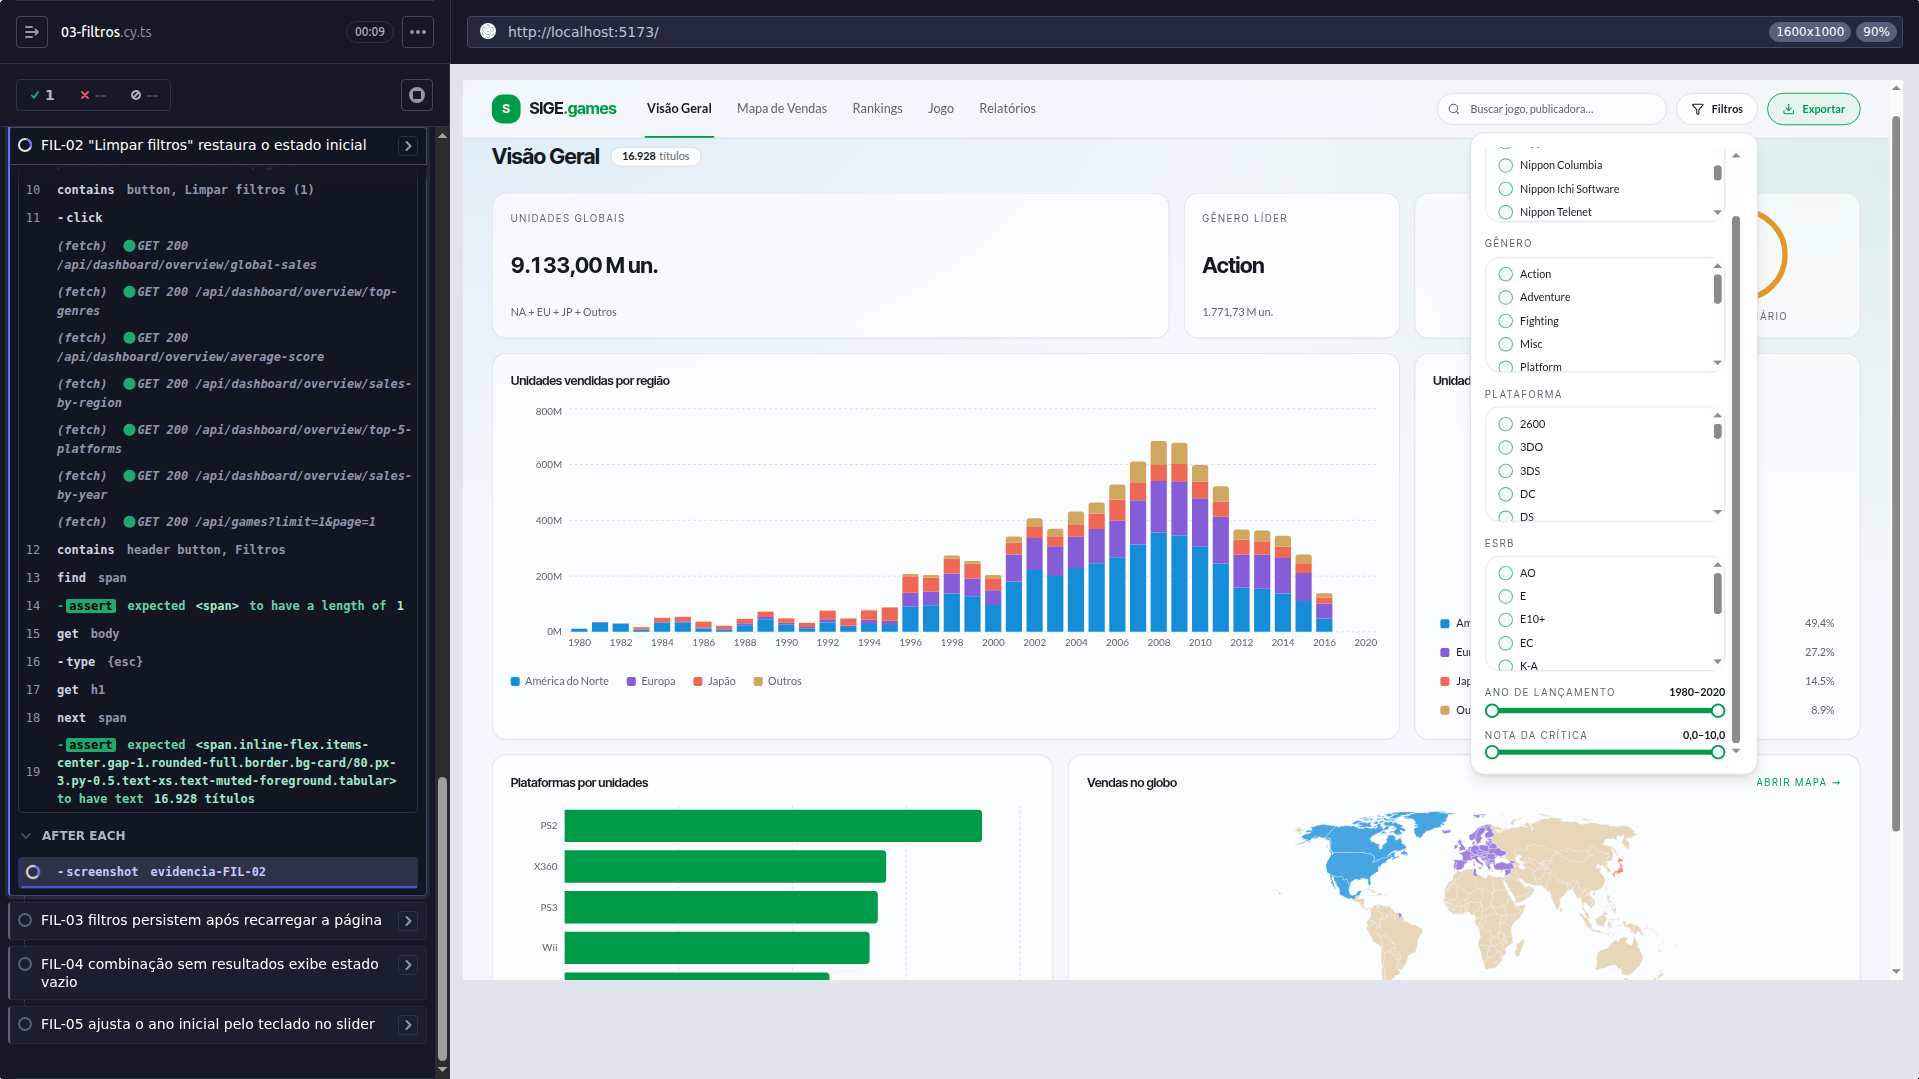 03-filtros.cy.ts
00:09
1
--
--
FIL-02 "Limpar filtros" restaura o estado inicial
10 contains button, Limpar filtros (1)
11 -click
(fetch) GET 200
/api/dashboard/overview/global-sales
(fetch) GET 200 /api/dashboard/overview/top-
genres
(fetch) GET 200
/api/dashboard/overview/average-score
(fetch) GET 200 /api/dashboard/overview/sales-
by-region
(fetch) GET 200 /api/dashboard/overview/top-5-
platforms
(fetch) GET 200 /api/dashboard/overview/sales-
by-year
(fetch) GET 200 /api/games?limit=1&page=1
12 contains header button, Filtros
13 find span
14 -assert expected <span> to have a length of 1
15 get body
16 -type {esc}
17 get h1
18 next span
19 -assert expected <span.inline-flex.items-
center.gap-1.rounded-full.border.bg-card/80.px-
3.py-0.5.text-xs.text-muted-foreground.tabular>
to have text 16.928 títulos
AFTER EACH
-screenshot evidencia-FIL-02
FIL-03 filtros persistem após recarregar a página
FIL-04 combinação sem resultados exibe estado
vazio
FIL-05 ajusta o ano inicial pelo teclado no slider
http://localhost:5173/
1600x1000
90%
S
SIGE.games
Visão Geral
Mapa de Vendas
Rankings
Jogo
Relatórios
Buscar jogo, publicadora...
Filtros
Exportar
Visão Geral
16.928 títulos
UNIDADES GLOBAIS
9.133,00 M un.
NA + EU + JP + Outros
GÊNERO LÍDER
Action
1.771,73 M un.
ÁRIO
Unidades vendidas por região
800M
600M
400M
200M
0M
1980 1982 1984 1986 1988 1990 1992 1994 1996 1998 2000 2002 2004 2006 2008 2010 2012 2014 2016 2020
América do Norte
Europa
Japão
Outros
Unidad
Am 49.4%
Eur 27.2%
Jap 14.5%
Ou 8.9%
Nippon Columbia
Nippon Ichi Software
Nippon Telenet
GÊNERO
Action
Adventure
Fighting
Misc
Platform
PLATAFORMA
2600
3DO
3DS
DC
DS
ESRB
AO
E
E10+
EC
K-A
ANO DE LANÇAMENTO 1980–2020
NOTA DA CRÍTICA 0,0–10,0
Plataformas por unidades
PS2
X360
PS3
Wii
Vendas no globo
ABRIR MAPA →